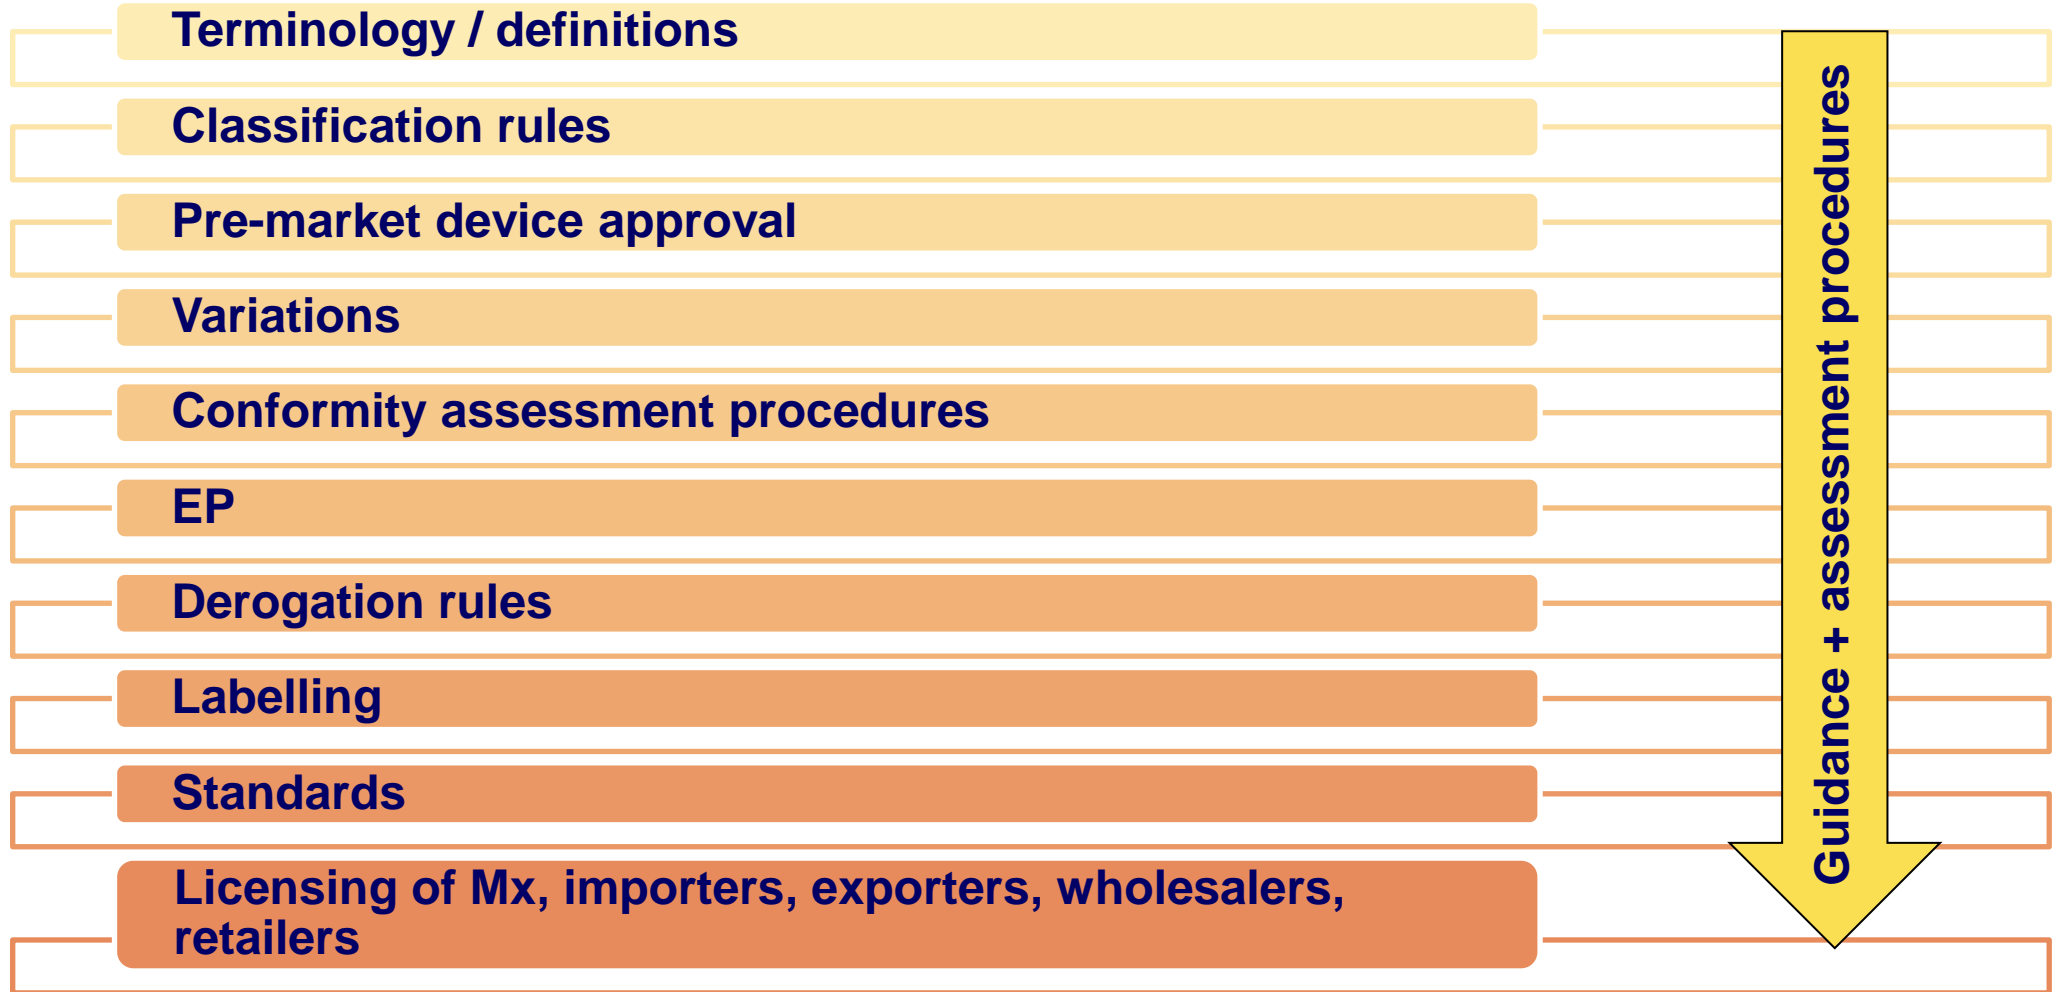 Terminology / definitions
Classification rules
Pre-market device approval
Variations
Conformity assessment procedures
EP
Derogation rules
Labelling
Standards
Licensing of Mx, importers, exporters, wholesalers,
retailers
Guidance + assessment procedures